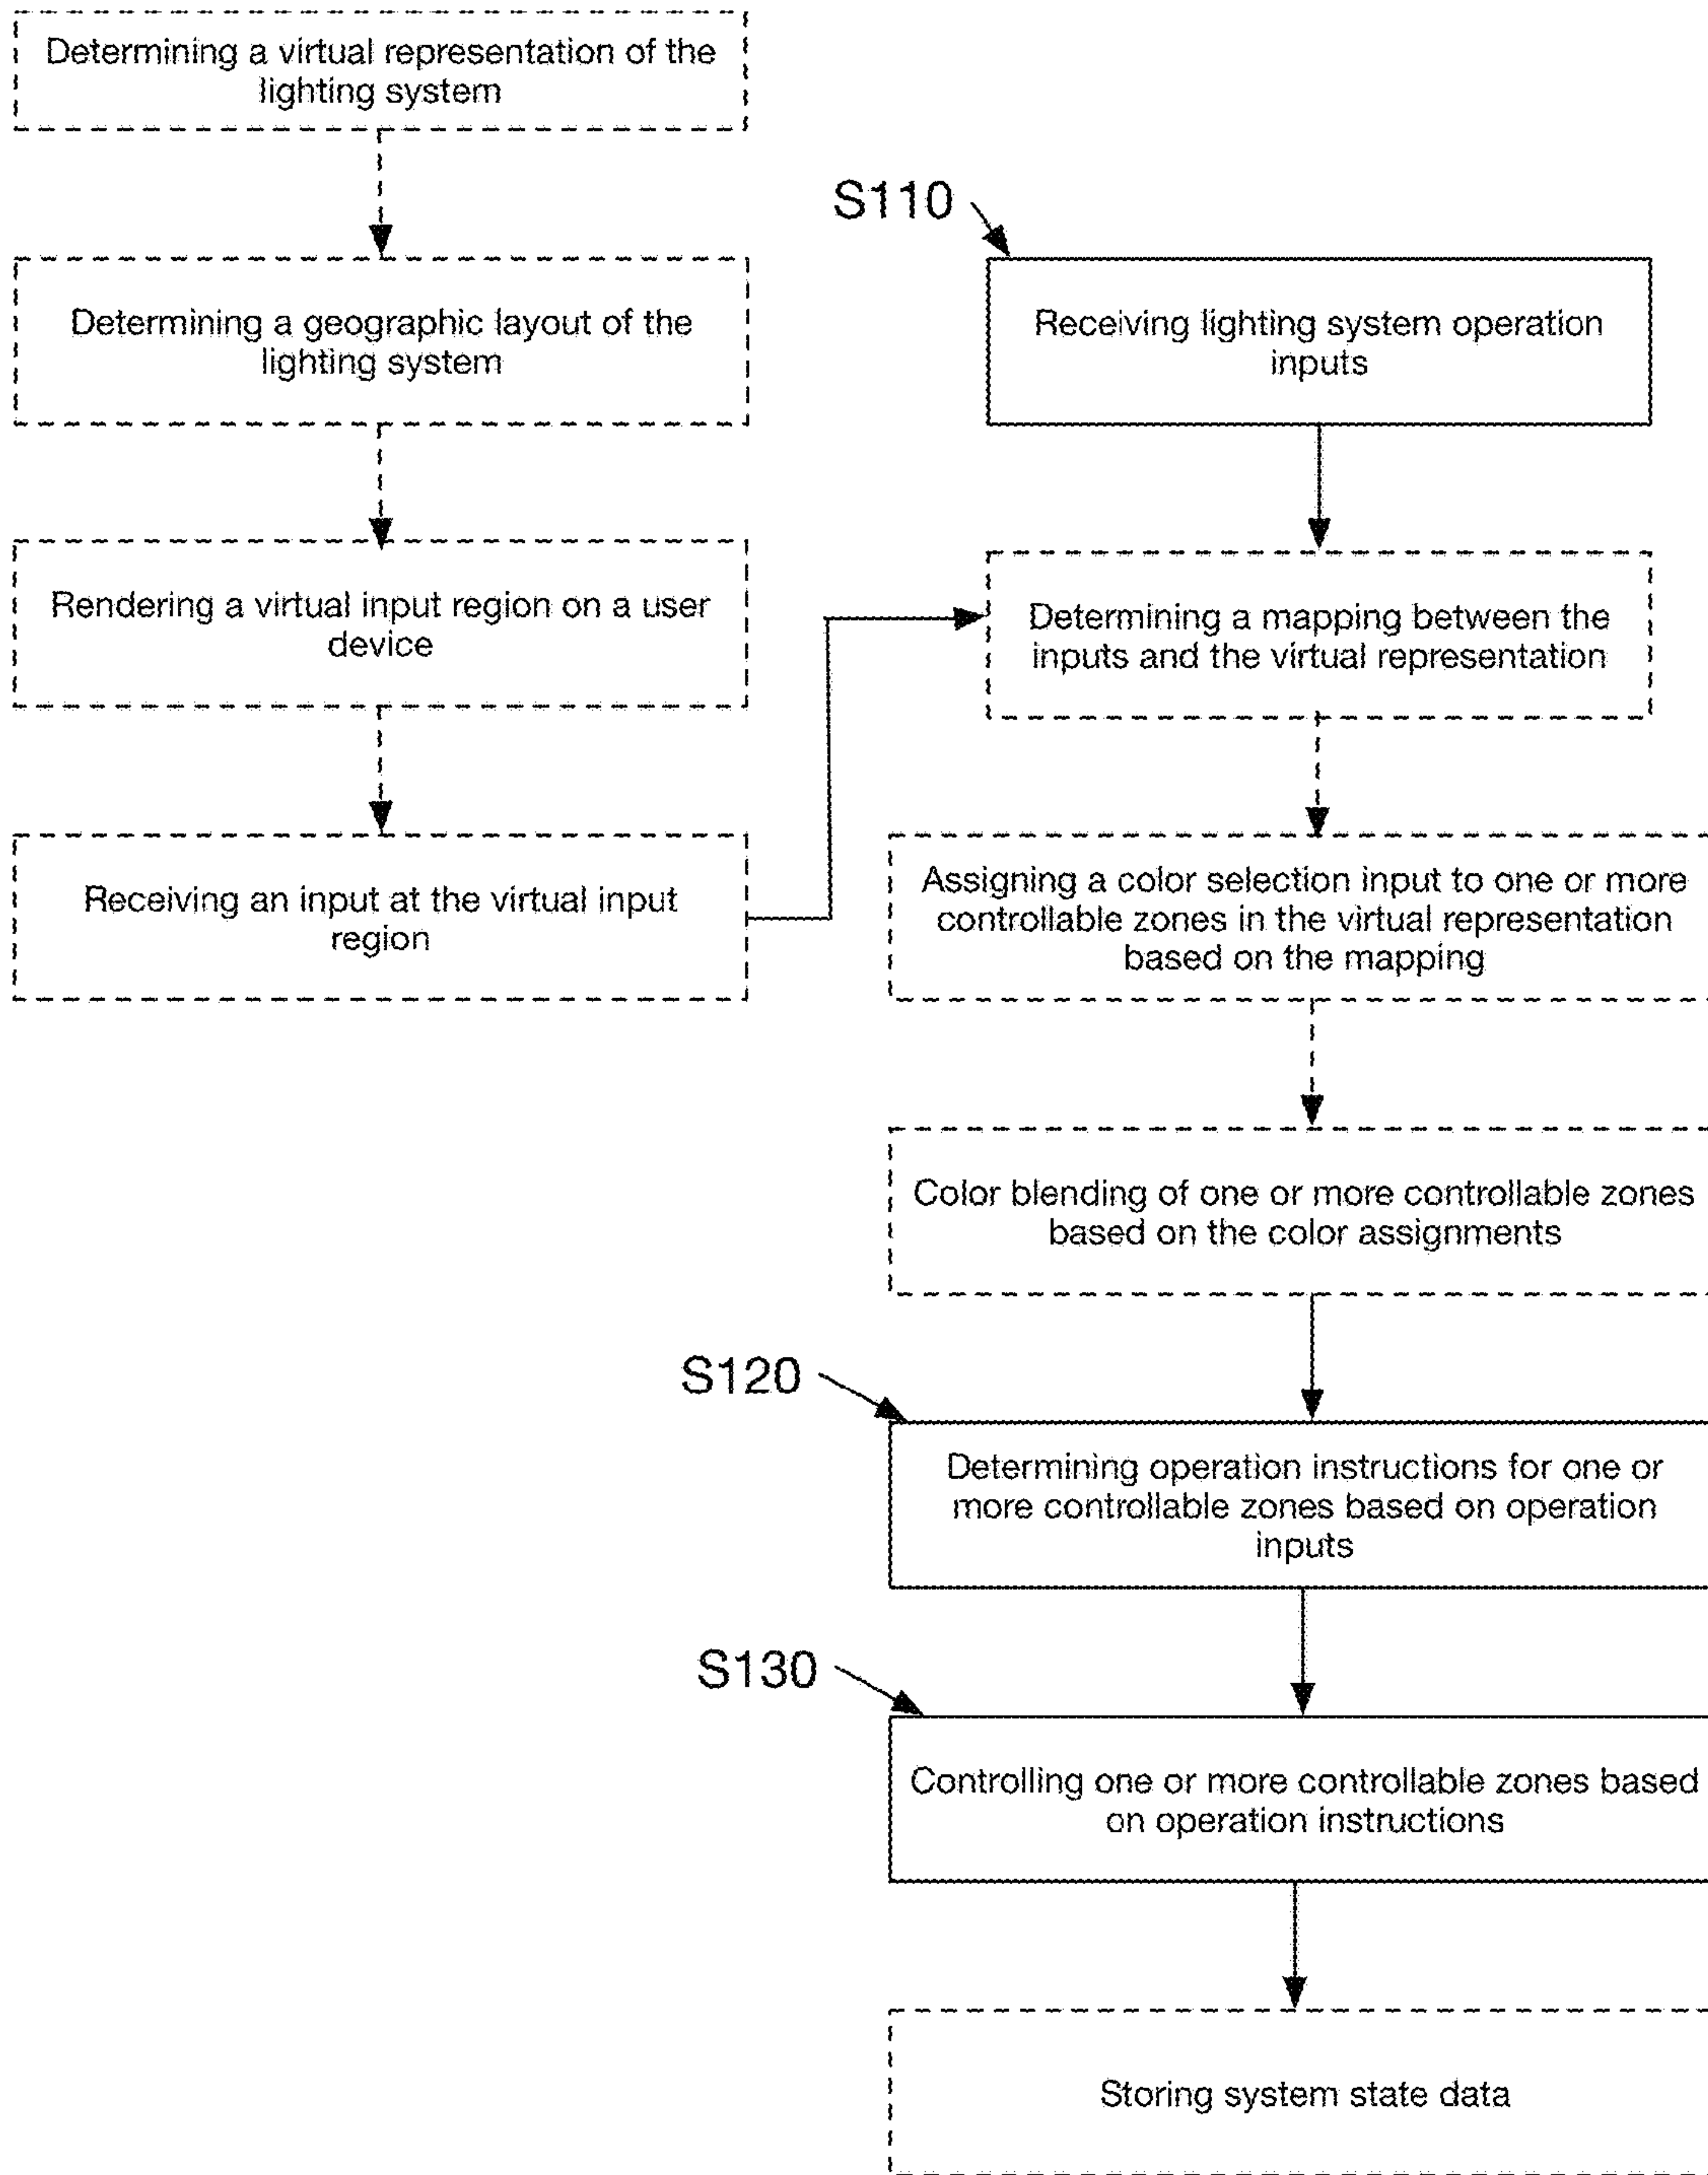 Determining a virtual representation of the
lighting system
Determining a geographic layout of the
lighting system
Rendering a virtual input region on a user
device
Receiving an input at the virtual input
region
S110
Receiving lighting system operation
inputs
Determining a mapping between the
inputs and the virtual representation
Assigning a color selection input to one or more
controllable zones in the virtual representation
based on the mapping
Color blending of one or more controllable zones
based on the color assignments
S120
Determining operation instructions for one or
more controllable zones based on operation
inputs
S130
Controlling one or more controllable zones based
on operation instructions
Storing system state data